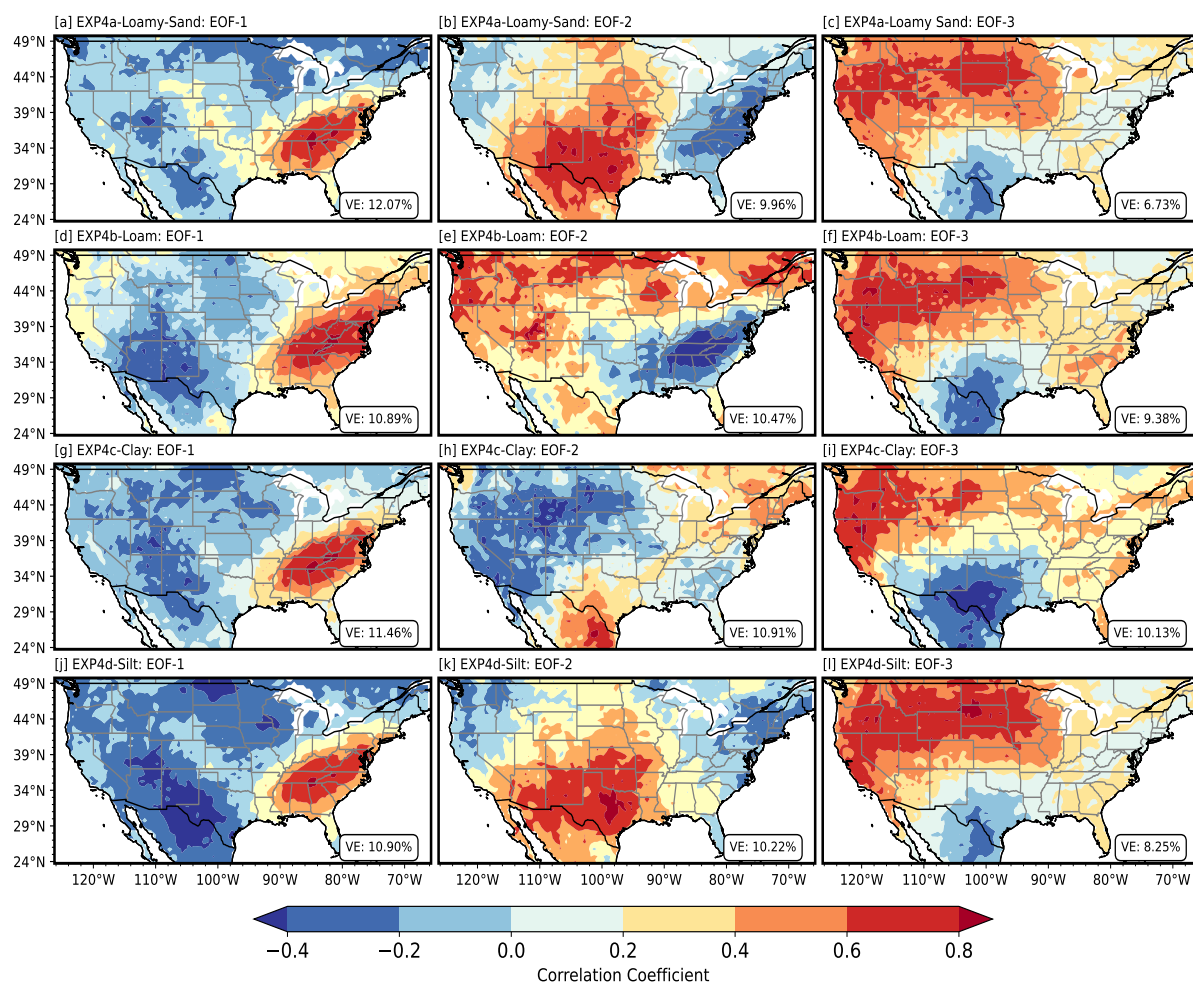 [a] EXP4a-Loamy-Sand: EOF-1 [b] EXP4a-Loamy-Sand: EOF-2 [c] EXP4a-Loamy Sand: EOF-3
49°N
44°N
39°N
34°N
29°N
24°N
VE: 12.07% VE: 9.96% VE: 6.73%
[d] EXP4b-Loam: EOF-1 [e] EXP4b-Loam: EOF-2 [f] EXP4b-Loam: EOF-3
49°N
44°N
39°N
34°N
29°N
24°N
VE: 10.89% VE: 10.47% VE: 9.38%
[g] EXP4c-Clay: EOF-1 [h] EXP4c-Clay: EOF-2 [i] EXP4c-Clay: EOF-3
49°N
44°N
39°N
34°N
29°N
24°N
VE: 11.46% VE: 10.91% VE: 10.13%
[j] EXP4d-Silt: EOF-1 [k] EXP4d-Silt: EOF-2 [l] EXP4d-Silt: EOF-3
49°N
44°N
39°N
34°N
29°N
24°N
VE: 10.90% VE: 10.22% VE: 8.25%
120°W 110°W 100°W 90°W 80°W 70°W 120°W 110°W 100°W 90°W 80°W 70°W 120°W 110°W 100°W 90°W 80°W 70°W
−0.4 −0.2 0.0 0.2 0.4 0.6 0.8
Correlation Coefficient